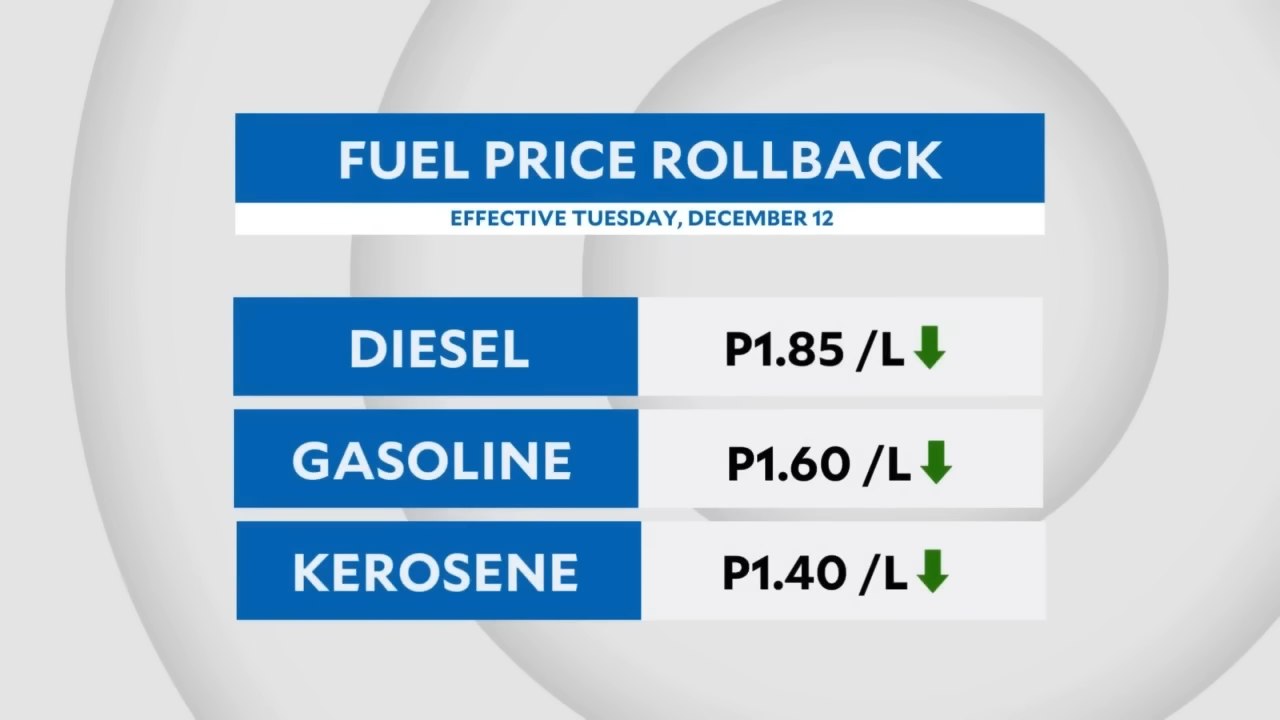 FUEL PRICE ROLLBACK
EFFECTIVE TUESDAY, DECEMBER 12
DIESEL P1.85 /L
GASOLINE P1.60 /L
KEROSENE P1.40 /L